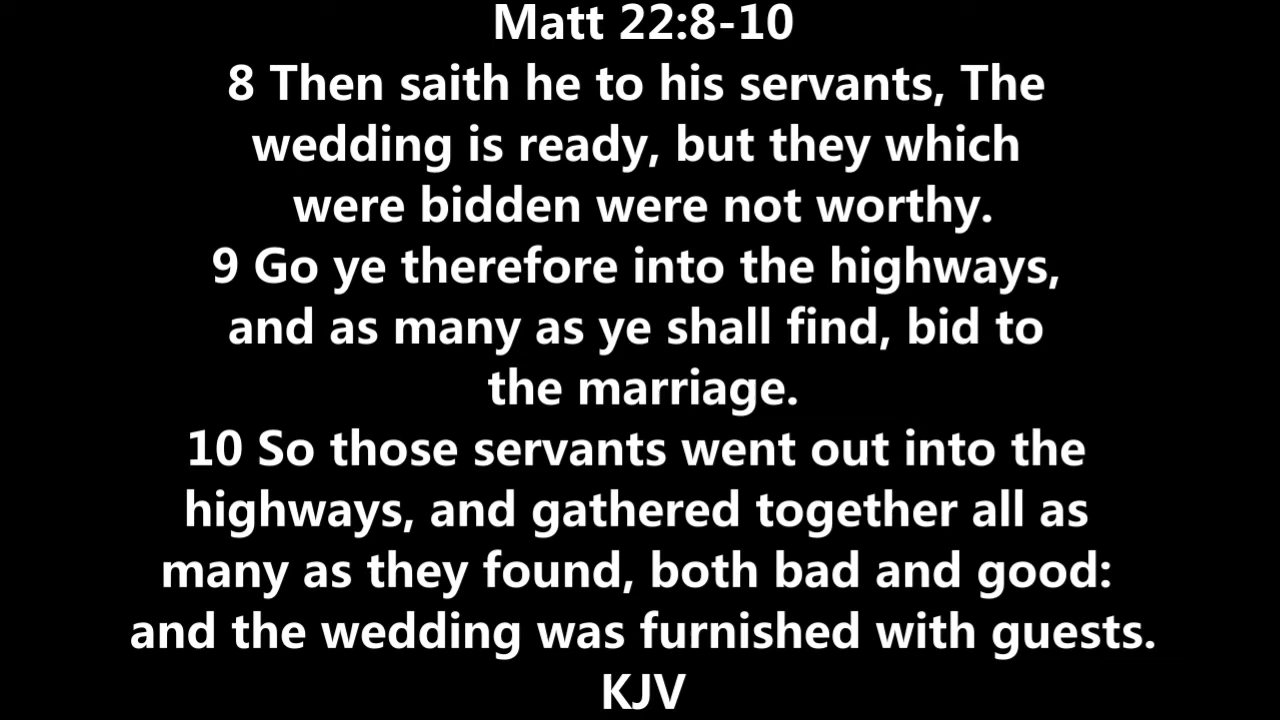 Matt 22:8-10
8 Then saith he to his servants, The
wedding is ready, but they which
were bidden were not worthy.
9 Go ye therefore into the highways,
and as many as ye shall find, bid to
the marriage.
10 So those servants went out into the
highways, and gathered together all as
many as they found, both bad and good:
and the wedding was furnished with guests.
KJV